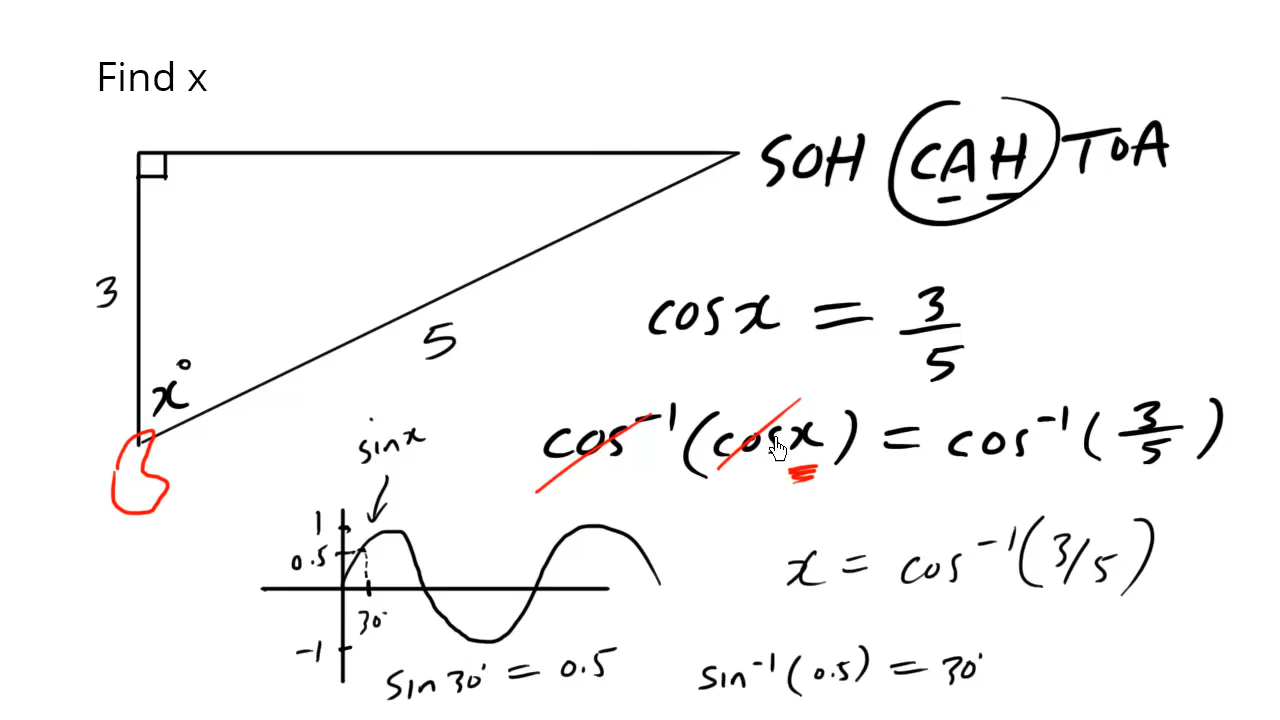 Find x
SOH CAH TOA
3
5
x°
cos x = 3/5
cos⁻¹(cos x) = cos⁻¹(3/5)
sin x
1
0.5
30°
-1
x = cos⁻¹(3/5)
sin 30° = 0.5
sin⁻¹(0.5) = 30°